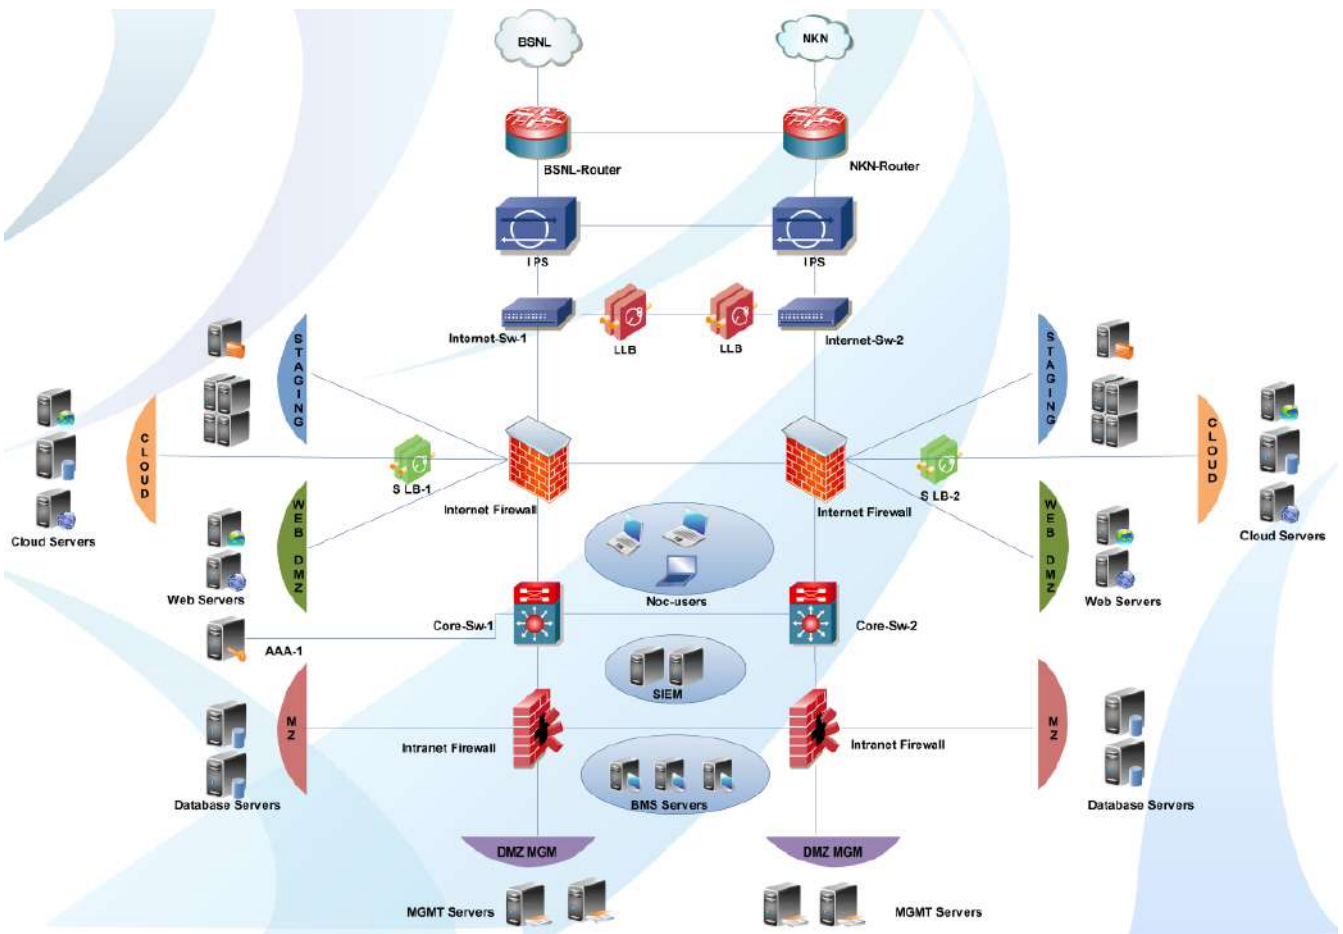 BSNL
NKN
BSNL-Router
NKN-Router
IPS
IPS
Internet-Sw-1
LLB
LLB
Internet-Sw-2
STAGING
STAGING
CLOUD
CLOUD
SLB-1
SLB-2
Internet Firewall
Internet Firewall
Cloud Servers
Cloud Servers
WEB DMZ
WEB DMZ
Web Servers
Noc-users
Web Servers
Core-Sw-1
Core-Sw-2
AAA-1
SIEM
MZ
MZ
Intranet Firewall
Intranet Firewall
Database Servers
BMS Servers
Database Servers
DMZ MGM
DMZ MGM
MGMT Servers
MGMT Servers